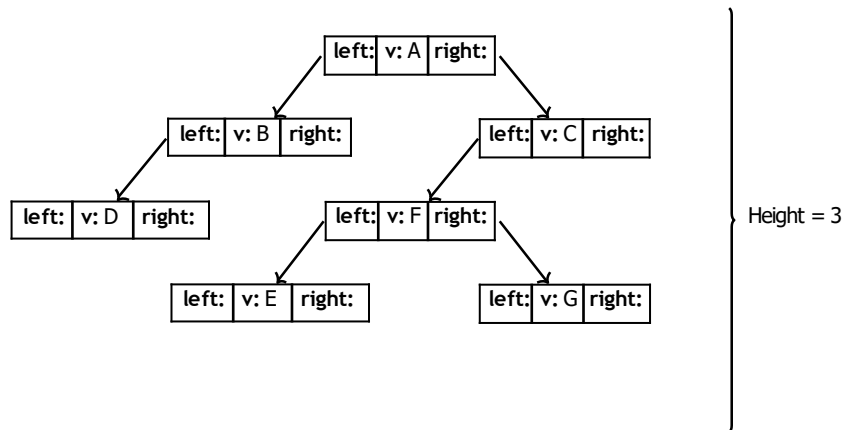 left: v: A right:
left: v: B right:
left: v: C right:
left: v: D right:
left: v: F right:
Height = 3
left: v: E right:
left: v: G right: